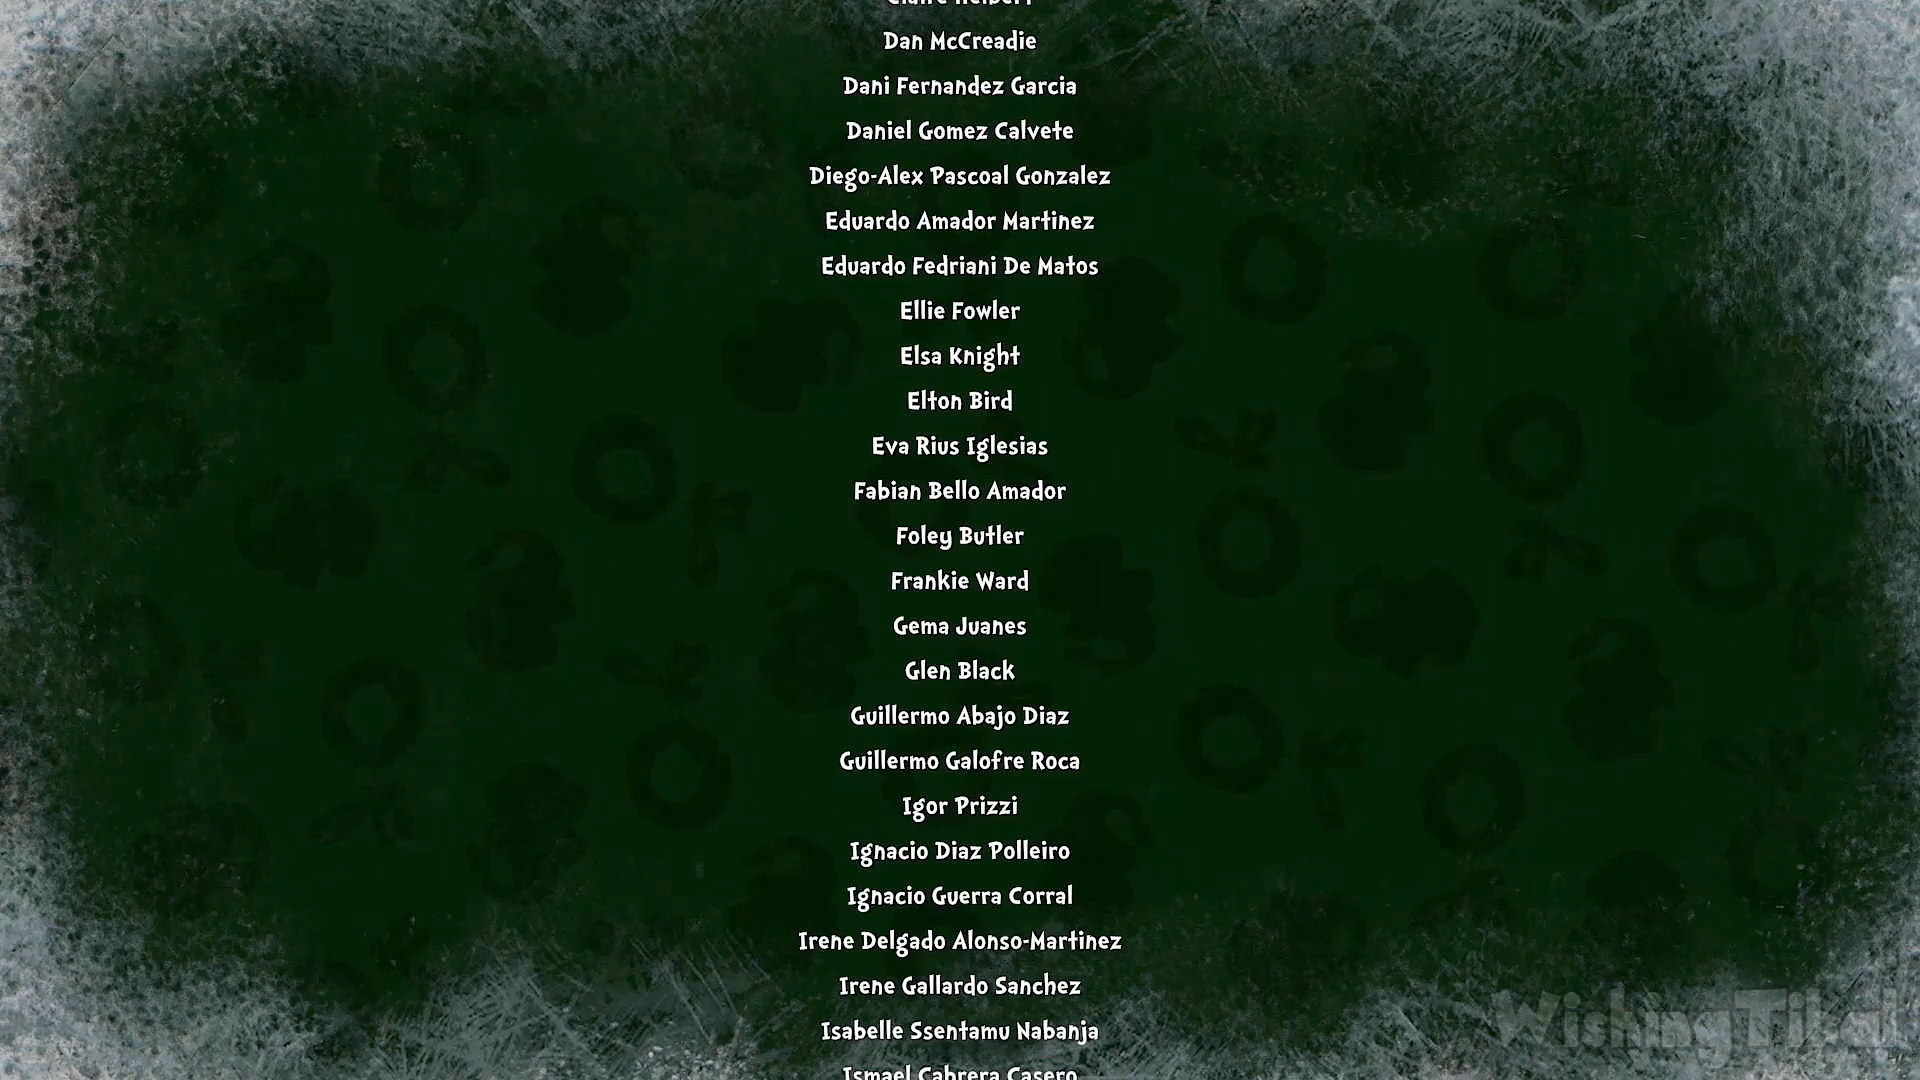 Dan McCreadie
Dani Fernandez Garcia
Daniel Gomez Calvete
Diego-Alex Pascoal Gonzalez
Eduardo Amador Martinez
Eduardo Fedriani De Matos
Ellie Fowler
Elsa Knight
Elton Bird
Eva Rius Iglesias
Fabian Bello Amador
Foley Butler
Frankie Ward
Gema Juanes
Glen Black
Guillermo Abajo Diaz
Guillermo Galofre Roca
Igor Prizzi
Ignacio Diaz Polleiro
Ignacio Guerra Corral
Irene Delgado Alonso-Martinez
Irene Gallardo Sanchez
Isabelle Ssentamu Nabanja
Ismael Cabrera Casero
WishingTikal